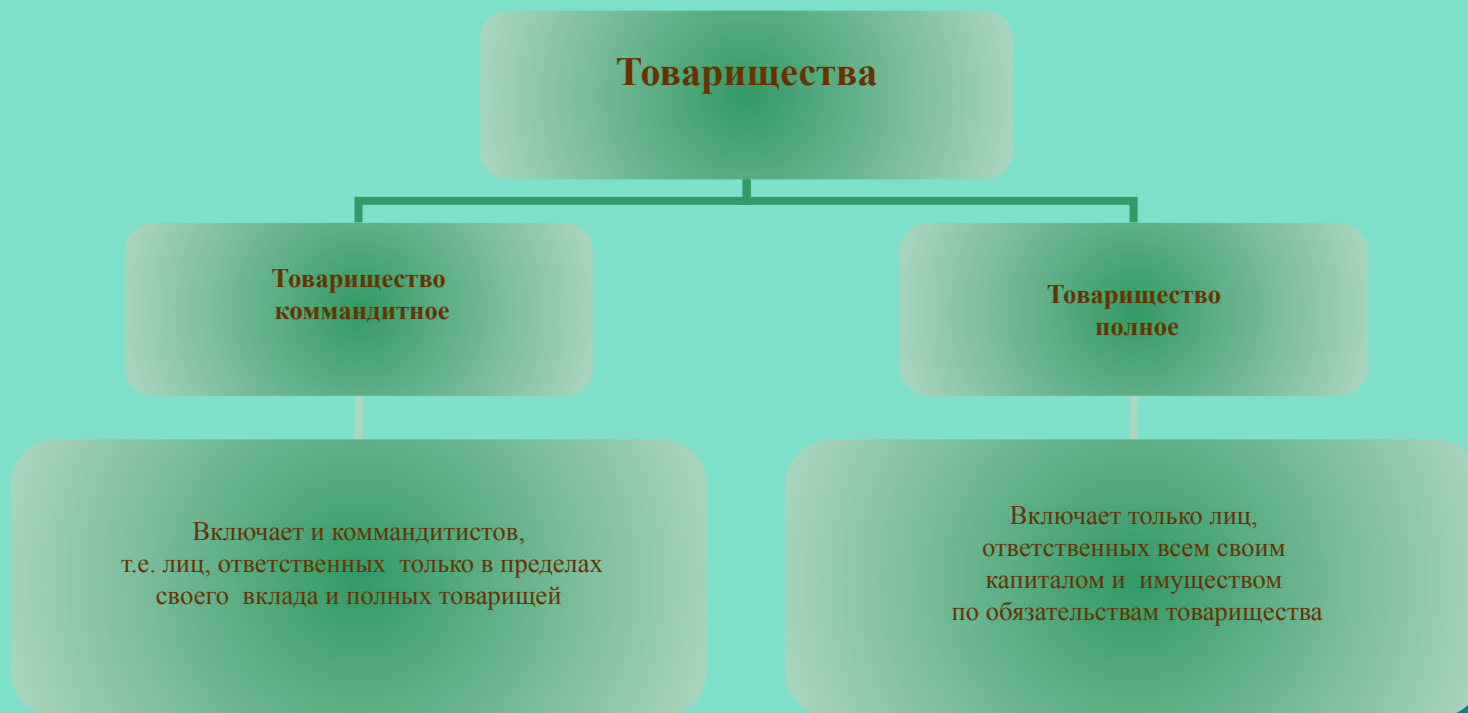 Товарищества
Товарищество
коммандитное
Товарищество
полное
Включает и коммандитистов,
т.е. лиц, ответственных только в пределах
своего вклада и полных товарищей
Включает только лиц,
ответственных всем своим
капиталом и имуществом
по обязательствам товарищества